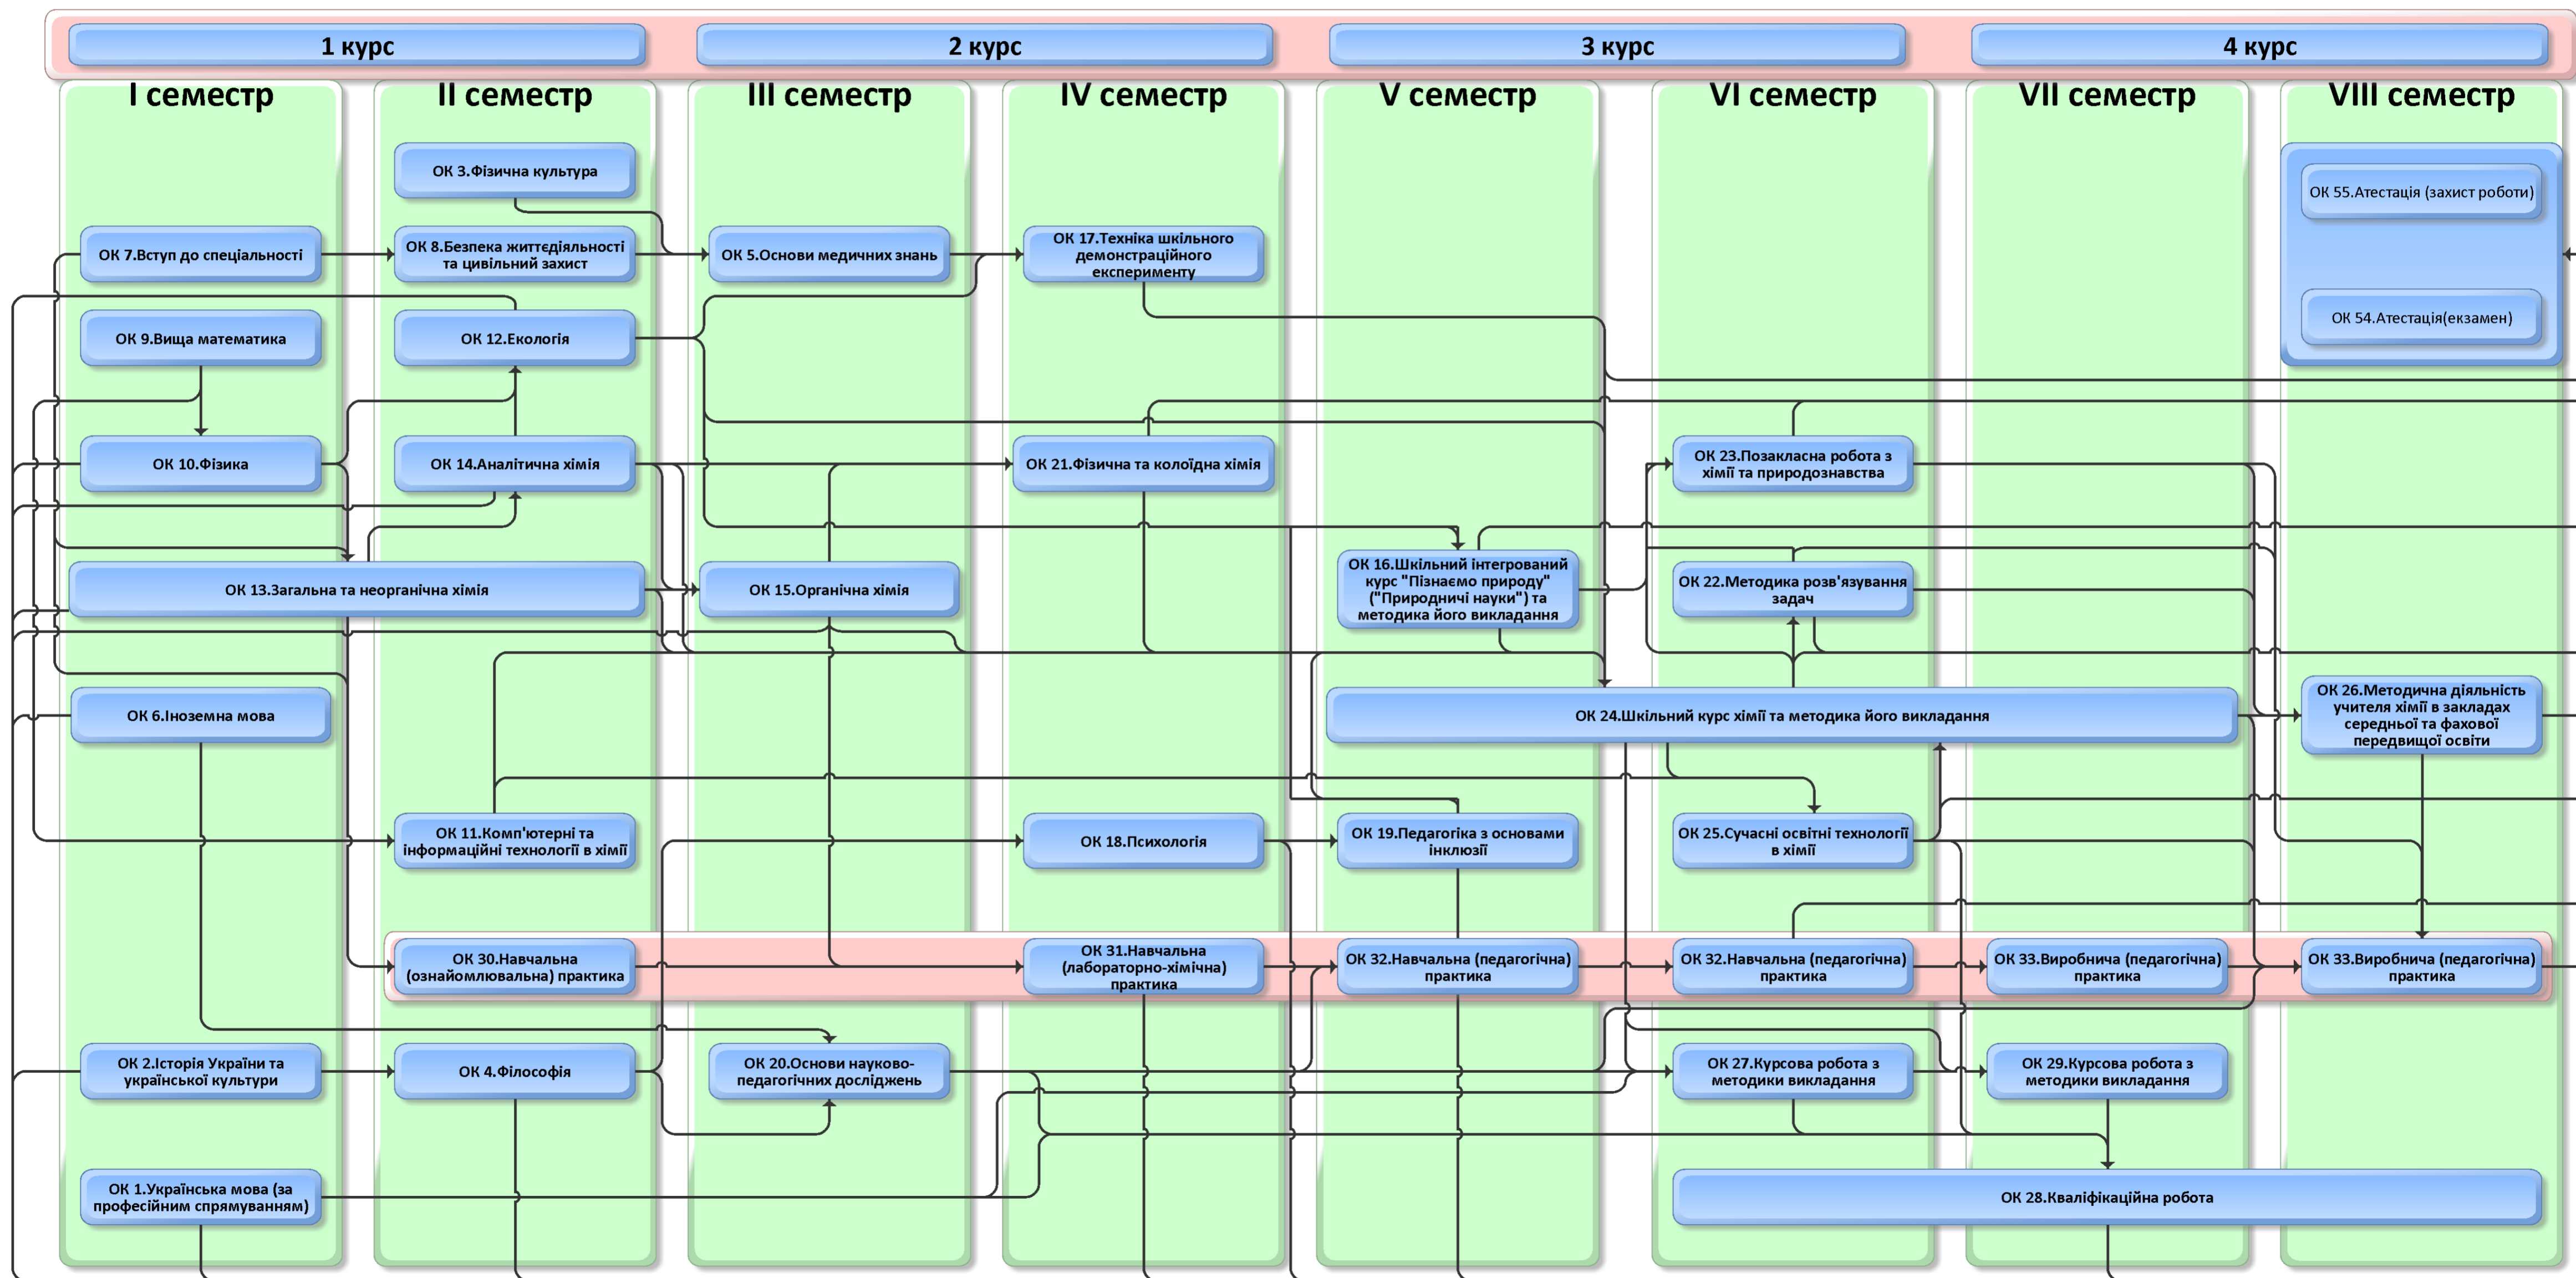 1 курс
2 курс
3 курс
4 курс
I семестр
II семестр
III семестр
IV семестр
V семестр
VI семестр
VII семестр
VIII семестр
ОК 3.Фізична культура
ОК 55.Атестація (захист роботи)
ОК 7.Вступ до спеціальності
ОК 8.Безпека життєдіяльності
та цивільний захист
ОК 5.Основи медичних знань
ОК 17.Техніка шкільного
демонстраційного
експерименту
ОК 9.Вища математика
ОК 12.Екологія
ОК 54.Атестація(екзамен)
ОК 10.Фізика
ОК 14.Аналітична хімія
ОК 21.Фізична та колоїдна хімія
ОК 23.Позакласна робота з
хімії та природознавства
ОК 13.Загальна та неорганічна хімія
ОК 15.Органічна хімія
ОК 16.Шкільний інтегрований
курс "Пізнаємо природу"
("Природничі науки") та
методика його викладання
ОК 22.Методика розв'язування
задач
ОК 6.Іноземна мова
ОК 24.Шкільний курс хімії та методика його викладання
ОК 26.Методична діяльність
учителя хімії в закладах
середньої та фахової
передвищої освіти
ОК 11.Комп'ютерні та
інформаційні технології в хімії
ОК 18.Психологія
ОК 19.Педагогіка з основами
інклюзії
ОК 25.Сучасні освітні технології
в хімії
ОК 30.Навчальна
(ознайомлювальна) практика
ОК 31.Навчальна
(лабораторно-хімічна)
практика
ОК 32.Навчальна (педагогічна)
практика
ОК 32.Навчальна (педагогічна)
практика
ОК 33.Виробнича (педагогічна)
практика
ОК 33.Виробнича (педагогічна)
практика
ОК 2.Історія України та
української культури
ОК 4.Філософія
ОК 20.Основи науково-
педагогічних досліджень
ОК 27.Курсова робота з
методики викладання
ОК 29.Курсова робота з
методики викладання
ОК 1.Українська мова (за
професійним спрямуванням)
ОК 28.Кваліфікаційна робота